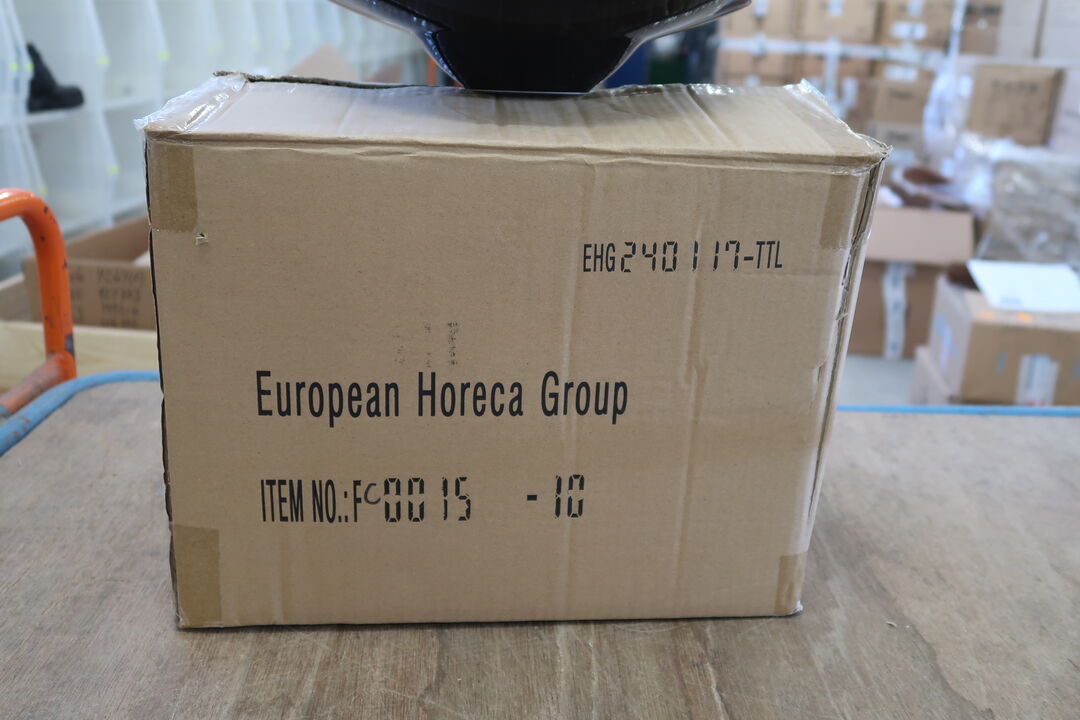 EHG240117-TTL
European Horeca Group
ITEM NO.:FC0015 -10